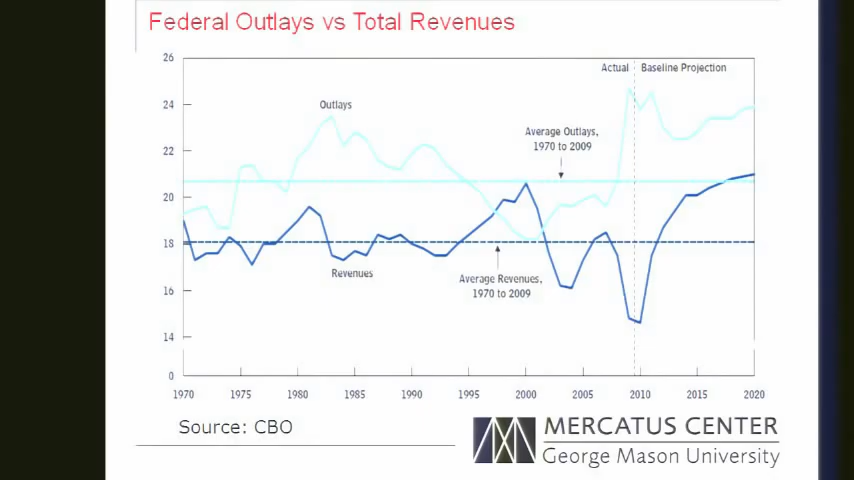 Federal Outlays vs Total Revenues
26
Actual
Baseline Projection
24
Outlays
Average Outlays,
1970 to 2009
22
20
18
Revenues
Average Revenues,
1970 to 2009
16
14
0
1970 1975 1980 1985 1990 1995 2000 2005 2010 2015 2020
Source: CBO
MERCATUS CENTER
George Mason University